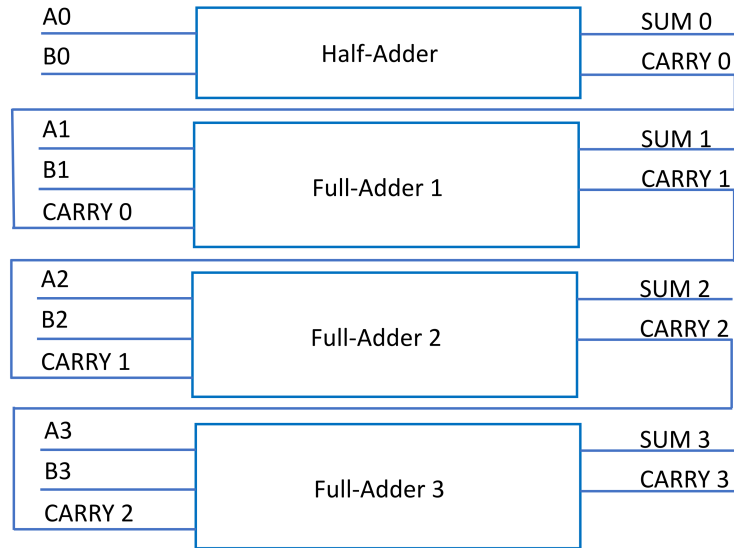 A0
SUM 0
Half-Adder
B0
CARRY 0
A1
SUM 1
B1
Full-Adder 1
CARRY 1
CARRY 0
A2
SUM 2
B2
Full-Adder 2
CARRY 2
CARRY 1
A3
SUM 3
B3
Full-Adder 3
CARRY 3
CARRY 2